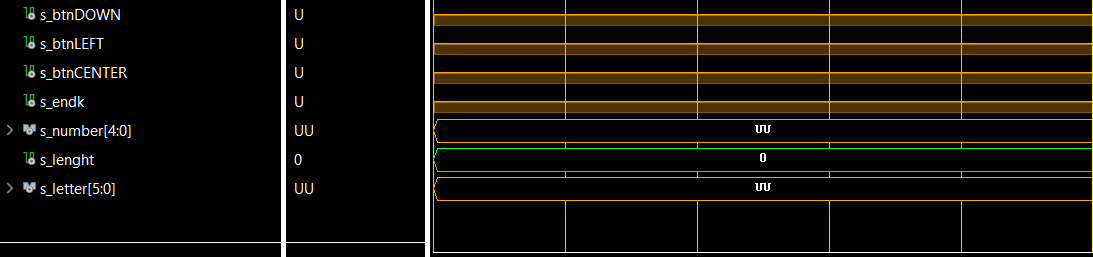 s_btnDOWN U
s_btnLEFT U
s_btnCENTER U
s_endk U
s_number[4:0] UU UU
s_lenght 0 0
s_letter[5:0] UU UU